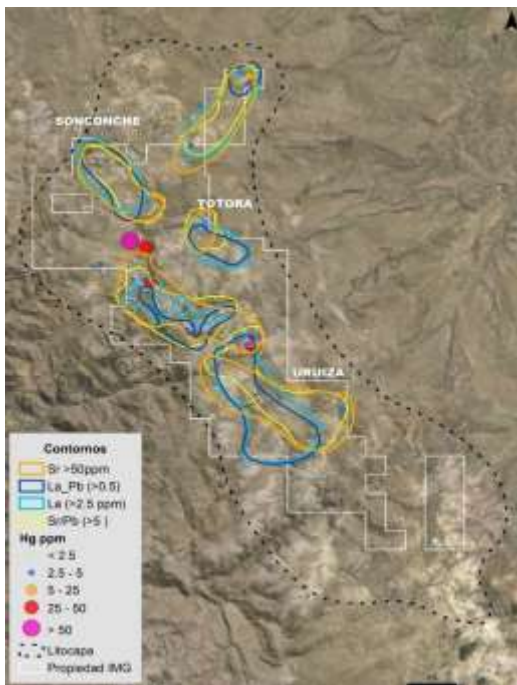 SONCONCHE
TOTORA
URUIZA
Contornos
Sr >50ppm
La_Pb (>0.5)
La (>2.5 ppm)
Sr/Pb (>5 )
Hg ppm
< 2.5
2.5 - 5
5 - 25
25 - 50
> 50
Litocapa
Propiedad IMG